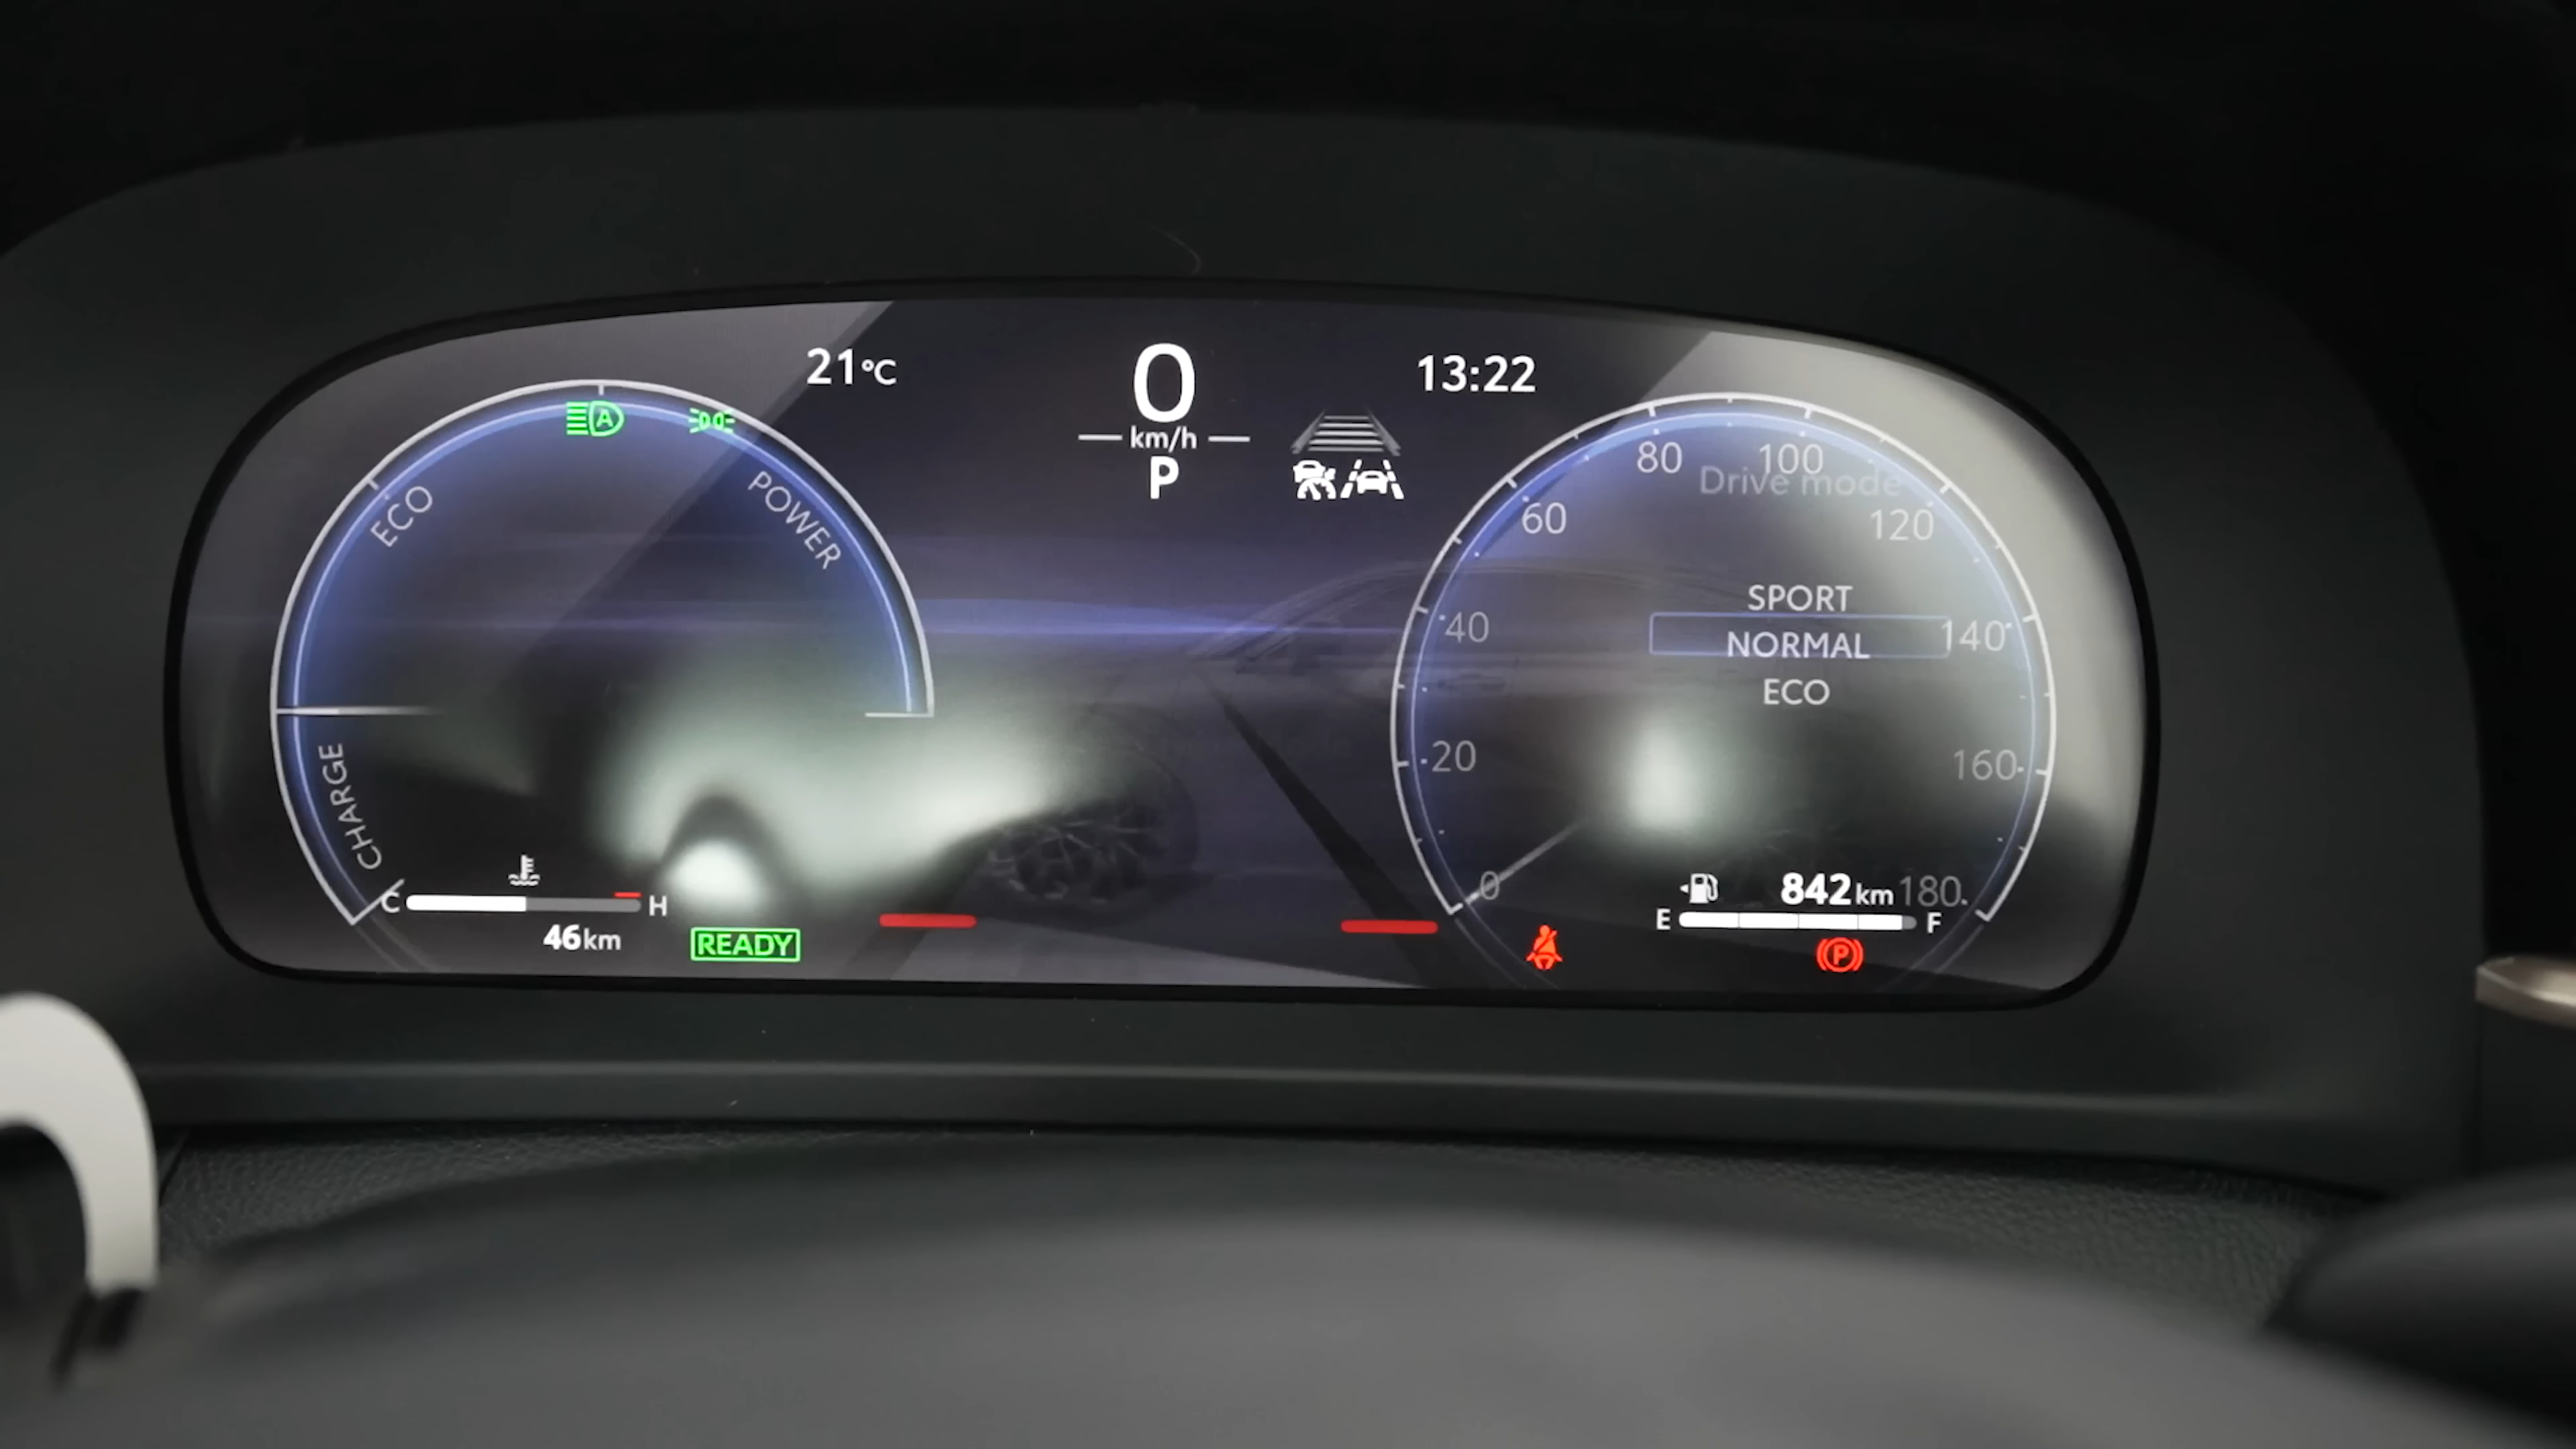 21°C
0
km/h
P
13:22
A
ECO
POWER
CHARGE
C
H
46km
READY
80
100
Drive mode
60
120
SPORT
40
NORMAL
140
ECO
20
160
0
842km
180
E
F
P